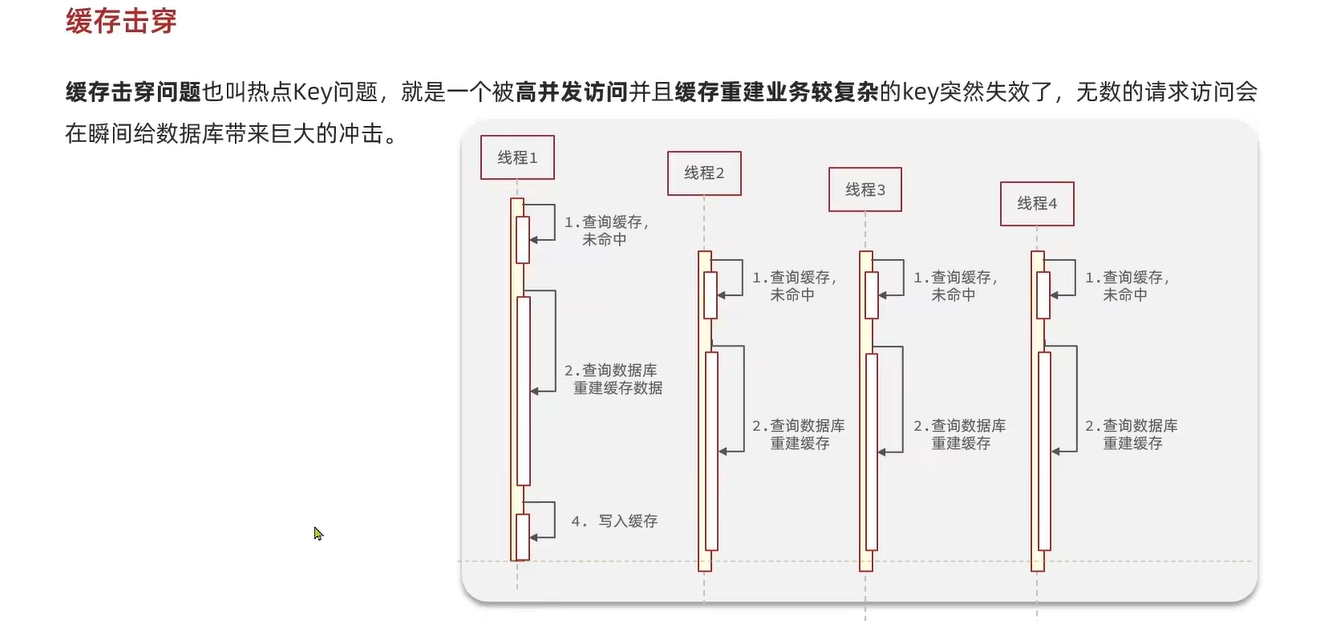 缓存击穿
缓存击穿问题也叫热点Key问题，就是一个被高并发访问并且缓存重建业务较复杂的key突然失效了，无数的请求访问会
在瞬间给数据库带来巨大的冲击。
线程1
线程2
线程3
线程4
1.查询缓存，
未命中
1.查询缓存，
未命中
1.查询缓存，
未命中
1.查询缓存，
未命中
2.查询数据库
重建缓存数据
2.查询数据库
重建缓存
2.查询数据库
重建缓存
2.查询数据库
重建缓存
4. 写入缓存